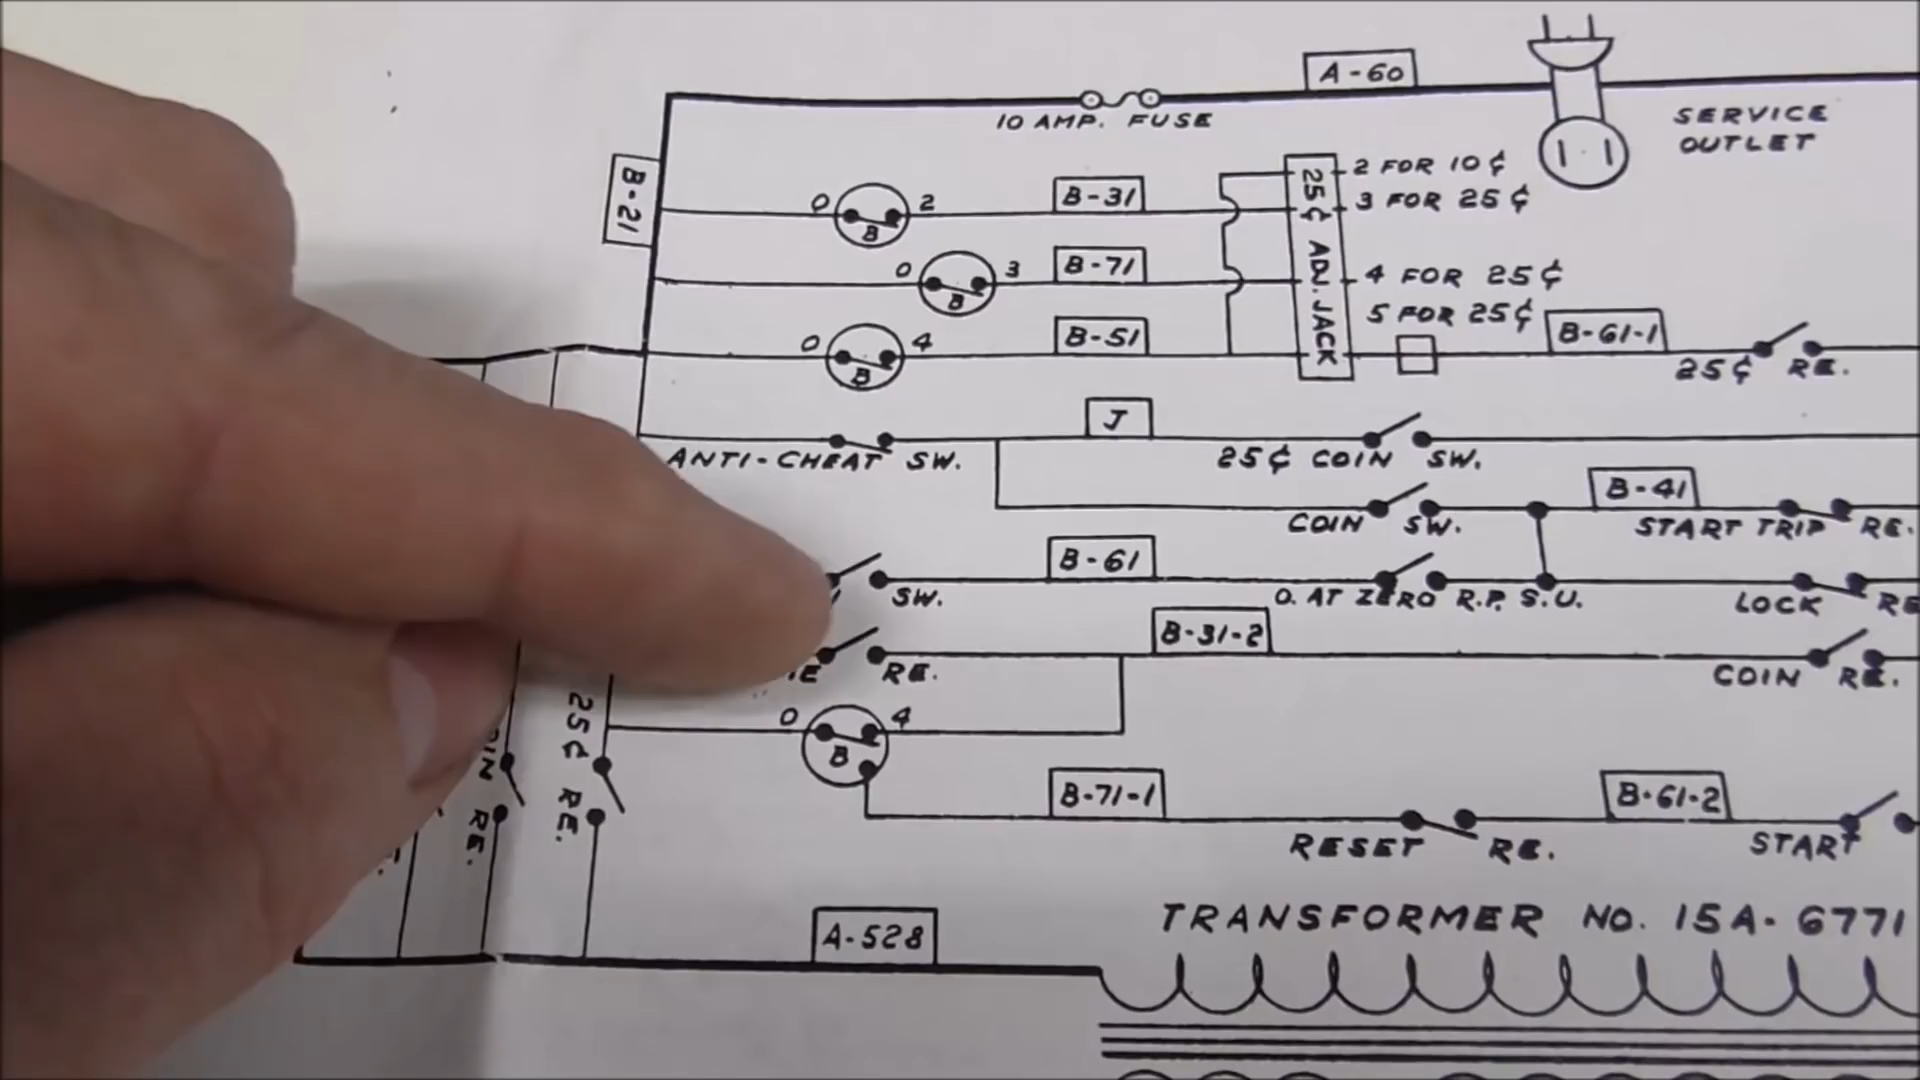 A-60
10 AMP. FUSE
SERVICE
OUTLET
B-21
2 FOR 10¢
0 2
B
B-31
3 FOR 25¢
25¢ ADJ. JACK
0 3
B
B-71
4 FOR 25¢
5 FOR 25¢
0 4
B
B-51
B-61-1
25¢ RE.
J
ANTI-CHEAT SW.
25¢ COIN SW.
B-41
COIN SW.
START TRIP RE.
B-61
SW.
O. AT ZERO R.P. S.U.
LOCK RE
B-31-2
RE.
COIN RE.
25¢ RE.
RE.
0 4
B
B-71-1
B-61-2
RESET RE.
START
A-528
TRANSFORMER NO. 15A-6771